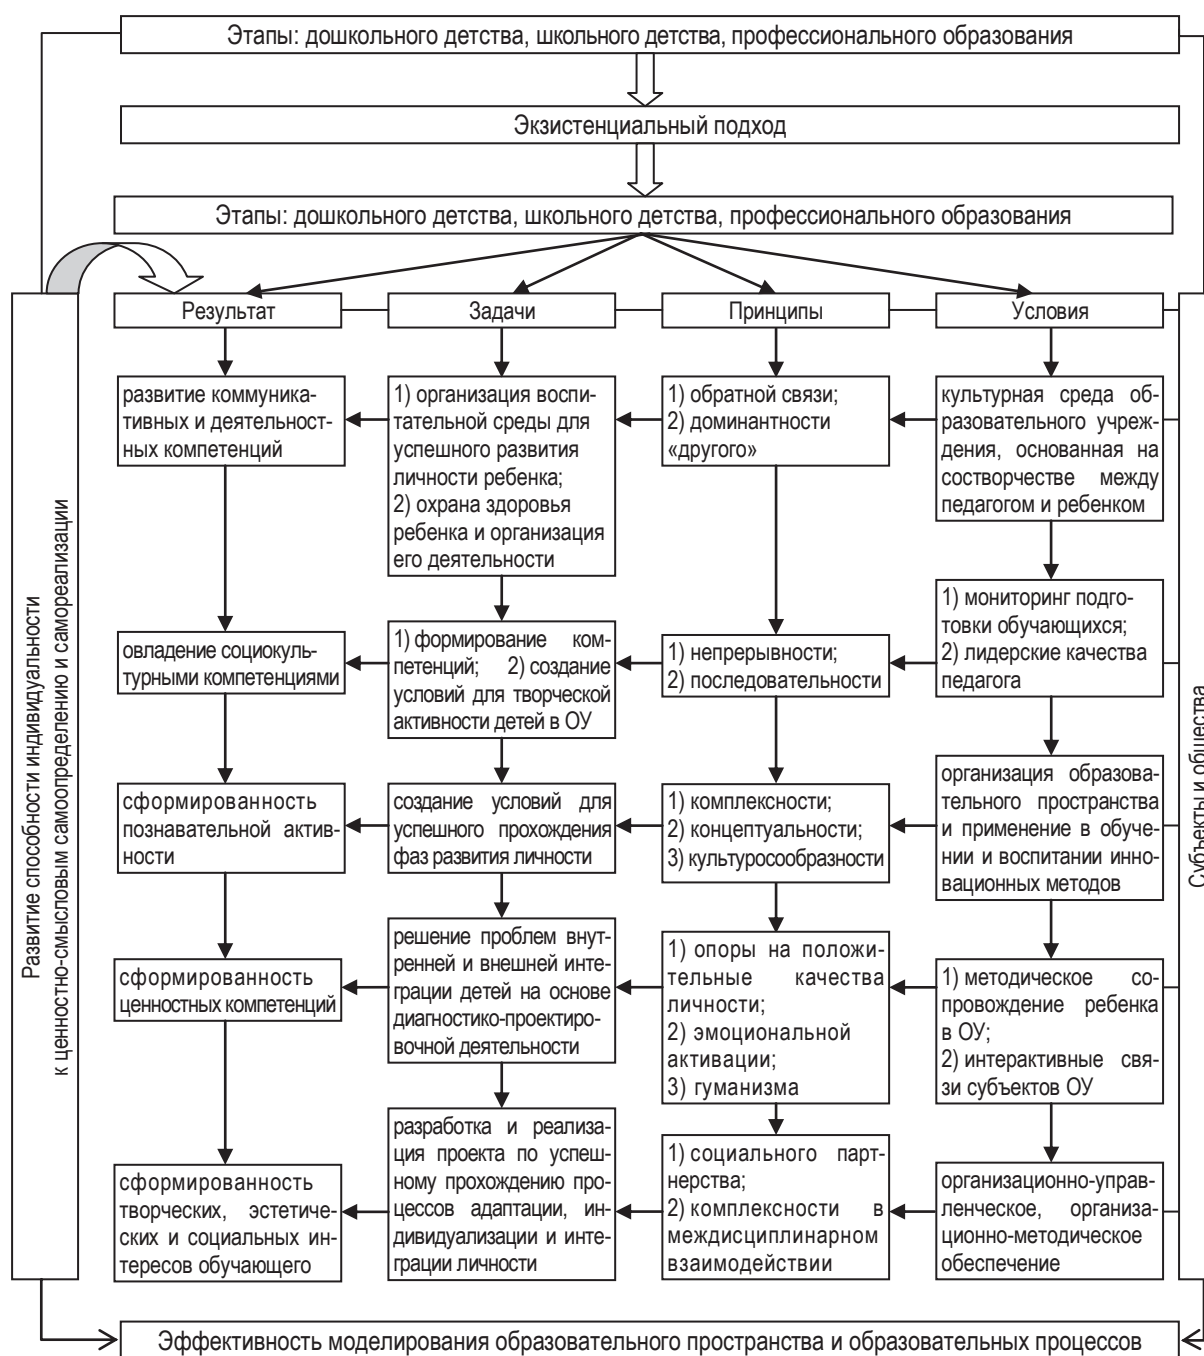 Этапы: дошкольного детства, школьного детства, профессионального образования
Экзистенциальный подход
Этапы: дошкольного детства, школьного детства, профессионального образования
Развитие способности индивидуальности
к ценностно-смысловым самоопределению и самореализации
Результат
Задачи
Принципы
Условия
развитие коммуника-
тивных и деятельност-
ных компетенций
1) организация воспи-
тательной среды для
успешного развития
личности ребенка;
2) охрана здоровья
ребенка и организация
его деятельности
1) обратной связи;
2) доминантности
«другого»
культурная среда об-
разовательного учреж-
дения, основанная на
состворчестве между
педагогом и ребенком
овладение социокуль-
турными компетенциями
1) формирование ком-
петенций; 2) создание
условий для творческой
активности детей в ОУ
1) непрерывности;
2) последовательности
1) мониторинг подго-
товки обучающихся;
2) лидерские качества
педагога
сформированность
познавательной актив-
ности
создание условий для
успешного прохождения
фаз развития личности
1) комплексности;
2) концептуальности;
3) культуросообразности
организация образова-
тельного пространства
и применение в обуче-
нии и воспитании инно-
вационных методов
сформированность
ценностных компетенций
решение проблем внут-
ренней и внешней инте-
грации детей на основе
диагностико-проектиро-
вочной деятельности
1) опоры на положи-
тельные качества
личности;
2) эмоциональной
активации;
3) гуманизма
1) методическое со-
провождение ребенка
в ОУ;
2) интерактивные свя-
зи субъектов ОУ
сформированность
творческих, эстетиче-
ских и социальных ин-
тересов обучающего
разработка и реализа-
ция проекта по успеш-
ному прохождению про-
цессов адаптации, ин-
дивидуализации и инте-
грации личности
1) социального парт-
нерства;
2) комплексности в
междисциплинарном
взаимодействии
организационно-управ-
ленческое, организа-
ционно-методическое
обеспечение
Субъекты и общества
Эффективность моделирования образовательного пространства и образовательных процессов